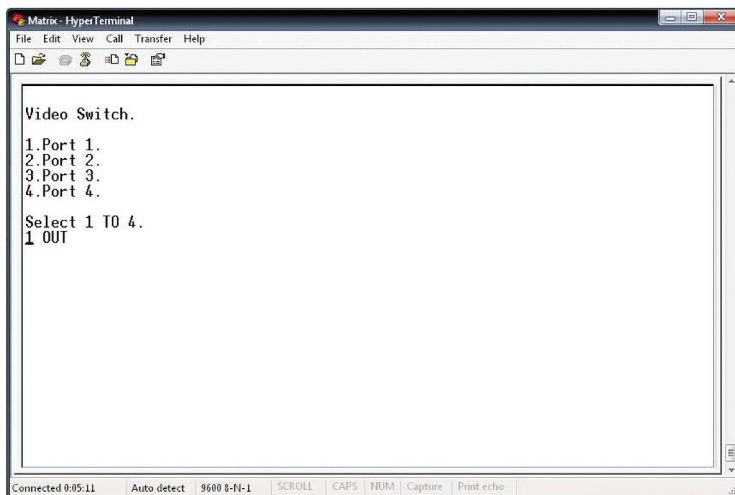 Matrix - HyperTerminal
File Edit View Call Transfer Help
Video Switch.
1.Port 1.
2.Port 2.
3.Port 3.
4.Port 4.
Select 1 TO 4.
1 OUT
Connected 0:05:11 Auto detect 9600 8-N-1 SCROLL CAPS NUM Capture Print echo